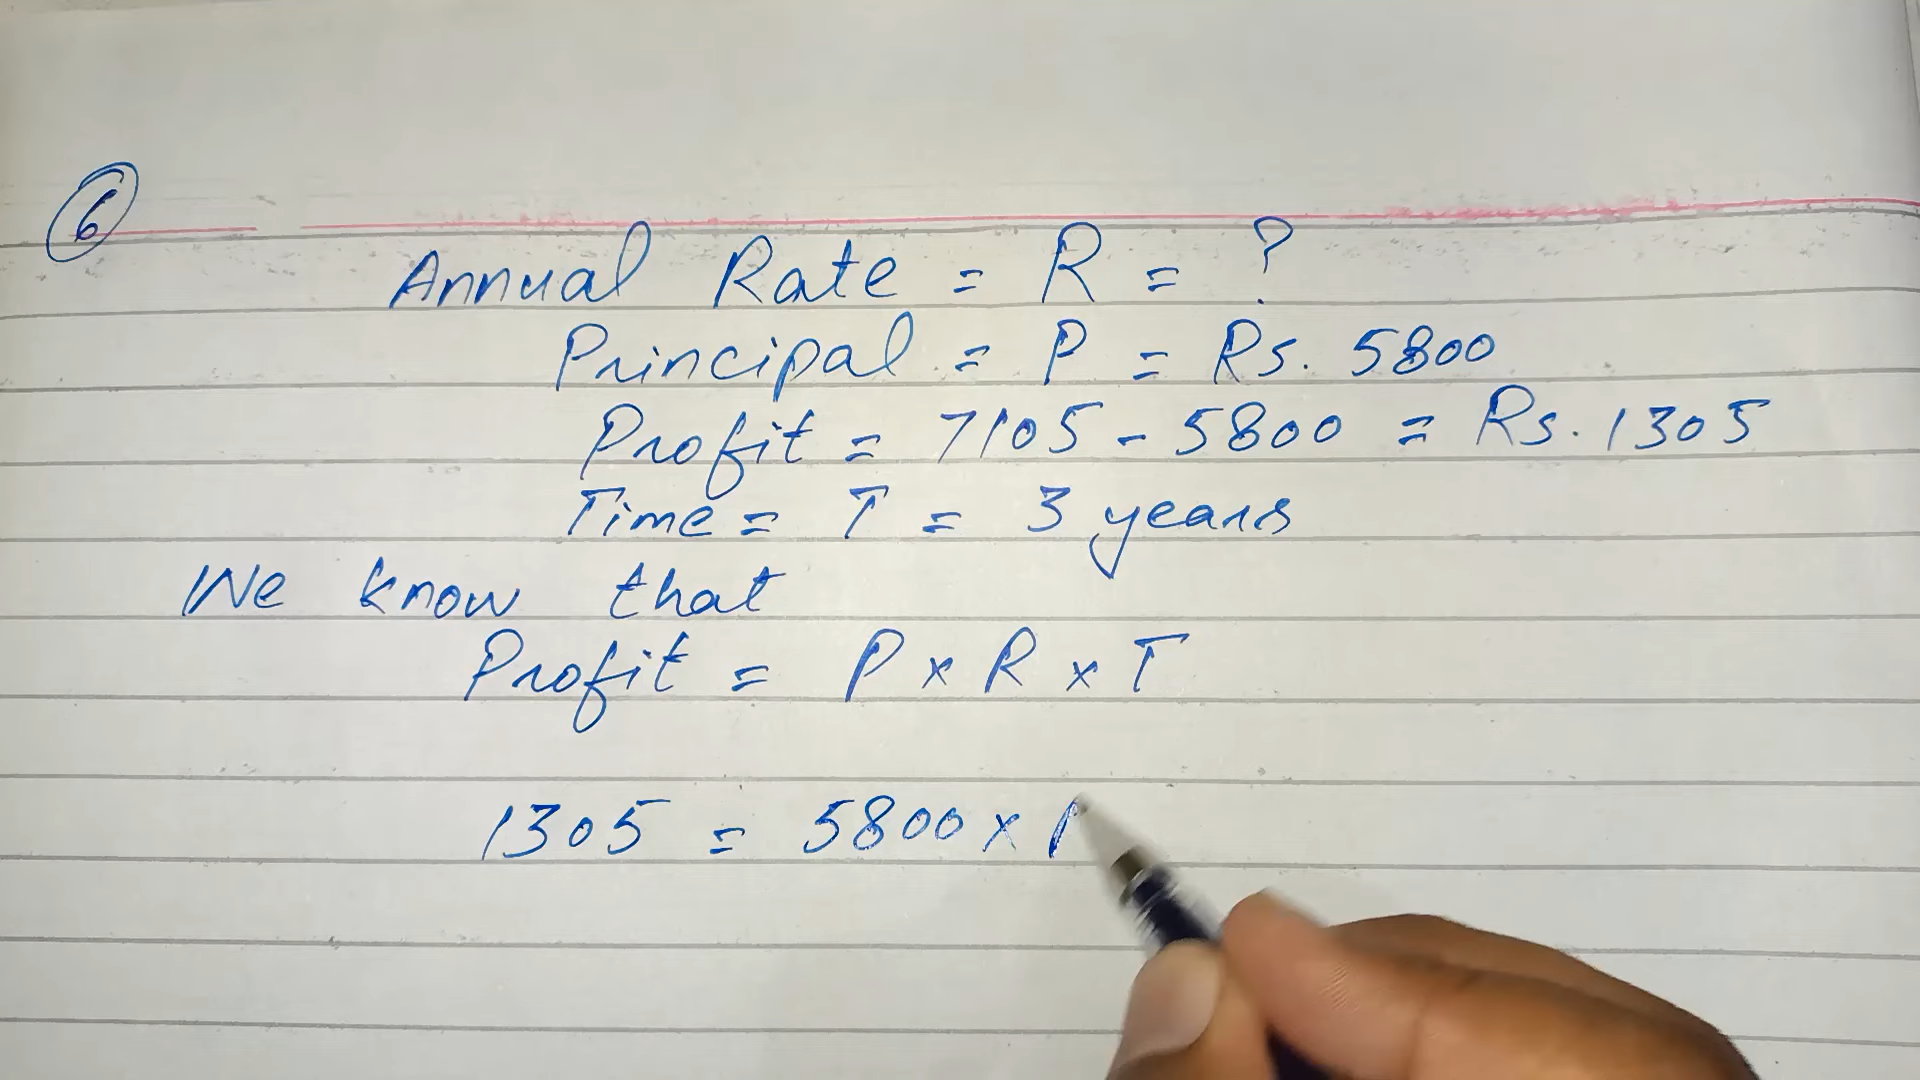 6
Annual Rate = R = ?
Principal = P = Rs. 5800
Profit = 7105 - 5800 = Rs. 1305
Time = T = 3 years
We know that
Profit = P x R x T
1305 = 5800 x